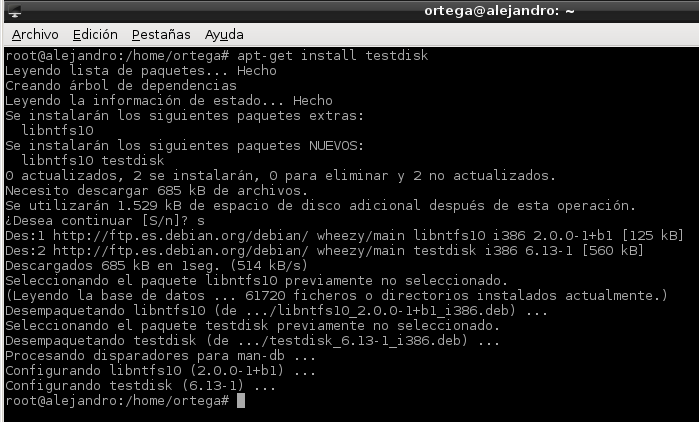 ortega@alejandro: ~
Archivo Edición Pestañas Ayuda
root@alejandro:/home/ortega# apt-get install testdisk
Leyendo lista de paquetes... Hecho
Creando árbol de dependencias
Leyendo la información de estado... Hecho
Se instalarán los siguientes paquetes extras:
  libntfs10
Se instalarán los siguientes paquetes NUEVOS:
  libntfs10 testdisk
0 actualizados, 2 se instalarán, 0 para eliminar y 2 no actualizados.
Necesito descargar 685 kB de archivos.
Se utilizarán 1.529 kB de espacio de disco adicional después de esta operación.
¿Desea continuar [S/n]? s
Des:1 http://ftp.es.debian.org/debian/ wheezy/main libntfs10 i386 2.0.0-1+b1 [125 kB]
Des:2 http://ftp.es.debian.org/debian/ wheezy/main testdisk i386 6.13-1 [560 kB]
Descargados 685 kB en 1seg. (514 kB/s)
Seleccionando el paquete libntfs10 previamente no seleccionado.
(Leyendo la base de datos ... 61720 ficheros o directorios instalados actualmente.)
Desempaquetando libntfs10 (de .../libntfs10_2.0.0-1+b1_i386.deb) ...
Seleccionando el paquete testdisk previamente no seleccionado.
Desempaquetando testdisk (de .../testdisk_6.13-1_i386.deb) ...
Procesando disparadores para man-db ...
Configurando libntfs10 (2.0.0-1+b1) ...
Configurando testdisk (6.13-1) ...
root@alejandro:/home/ortega#